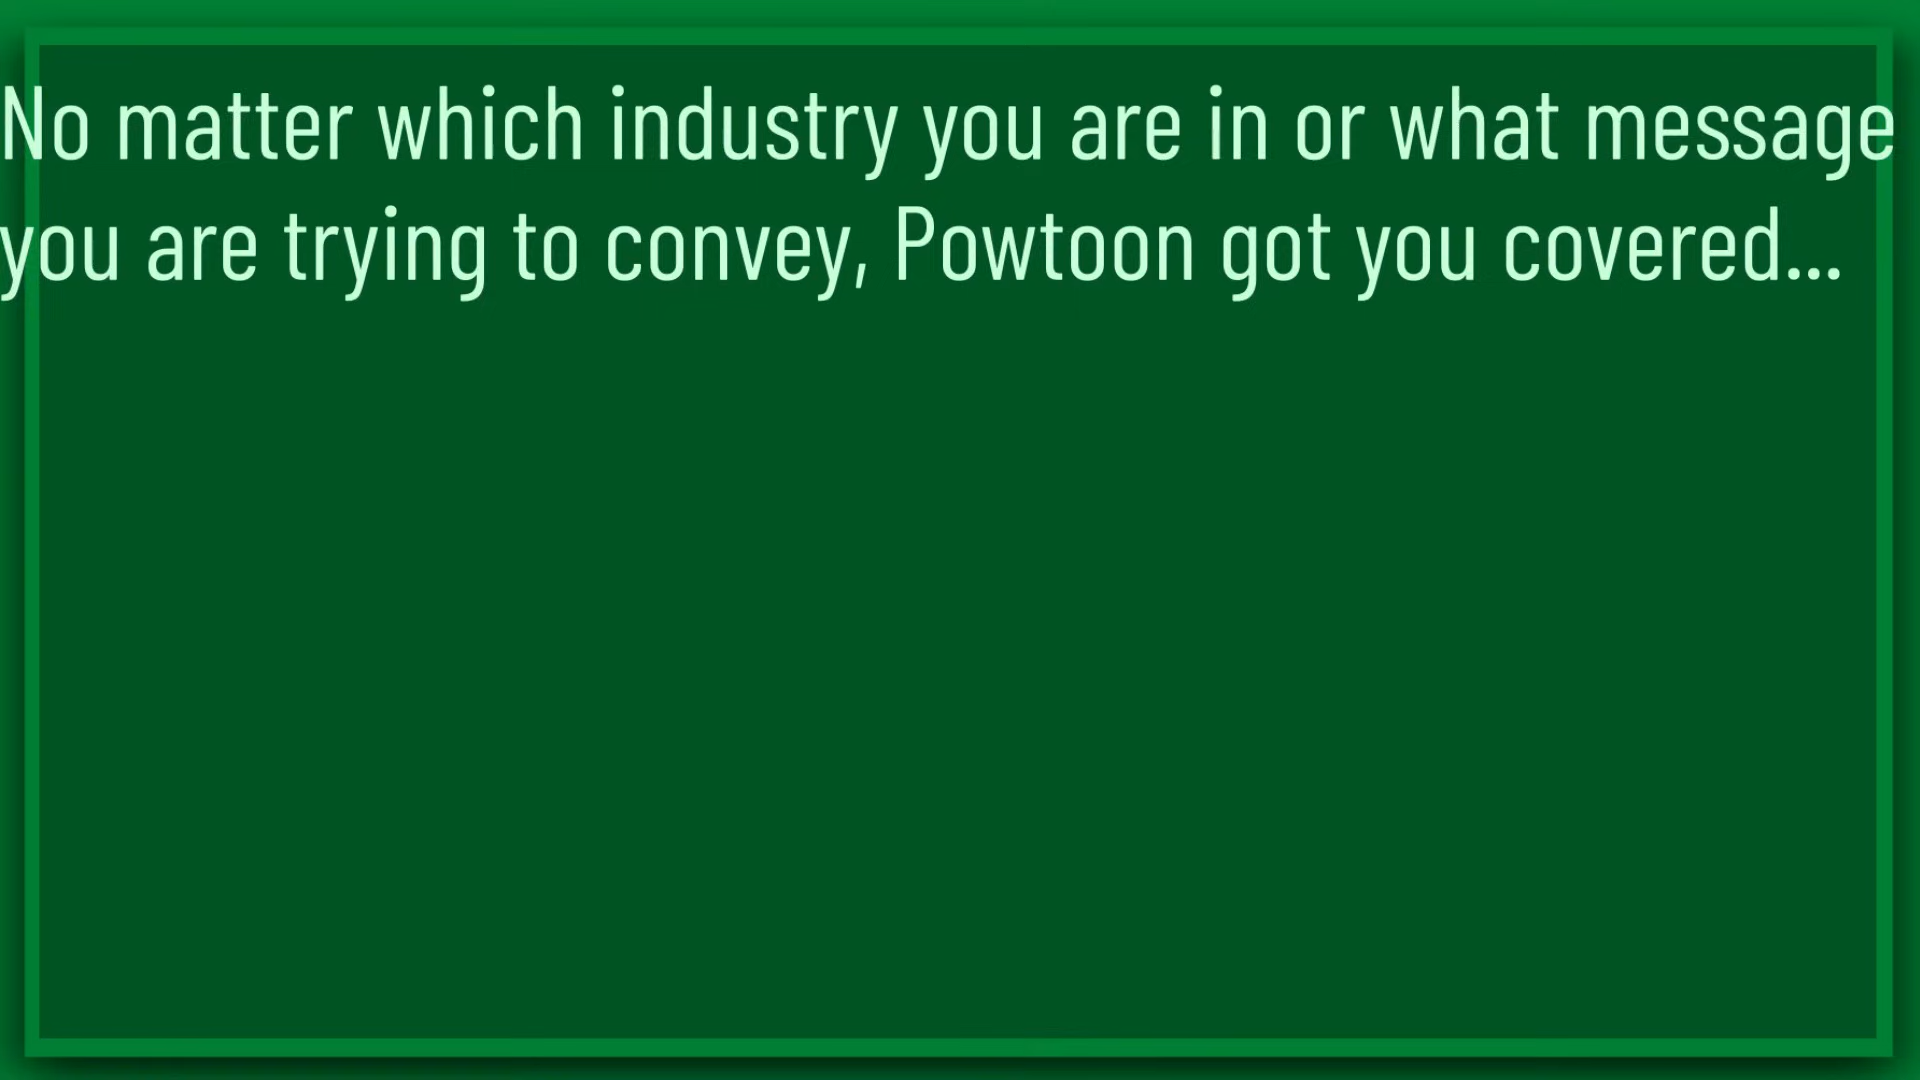 No matter which industry you are in or what message
you are trying to convey, Powtoon got you covered...